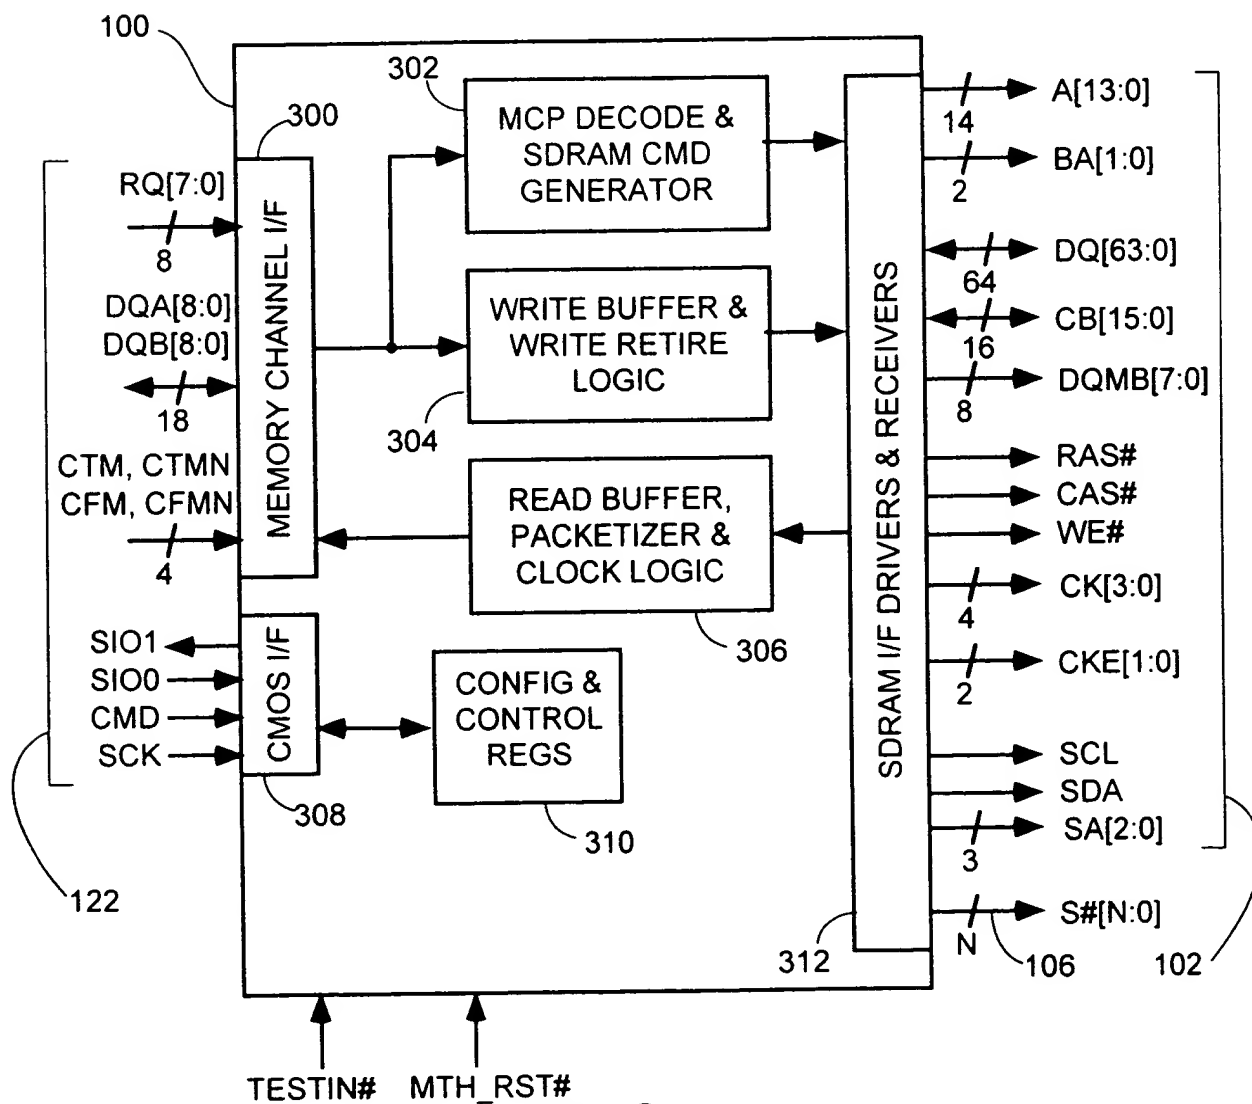 100
300
302
MCP DECODE &
SDRAM CMD
GENERATOR
A[13:0]
14
BA[1:0]
2
RQ[7:0]
8
MEMORY CHANNEL I/F
DQA[8:0]
DQB[8:0]
18
WRITE BUFFER &
WRITE RETIRE
LOGIC
304
SDRAM I/F DRIVERS & RECEIVERS
DQ[63:0]
64
CB[15:0]
16
DQMB[7:0]
8
CTM, CTMN
CFM, CFMN
4
READ BUFFER,
PACKETIZER &
CLOCK LOGIC
306
RAS#
CAS#
WE#
CK[3:0]
4
CKE[1:0]
2
SIO1
SIO0
CMD
SCK
CMOS I/F
308
CONFIG &
CONTROL
REGS
310
SCL
SDA
SA[2:0]
3
S#[N:0]
N
122
312
106
102
TESTIN#
MTH_RST#